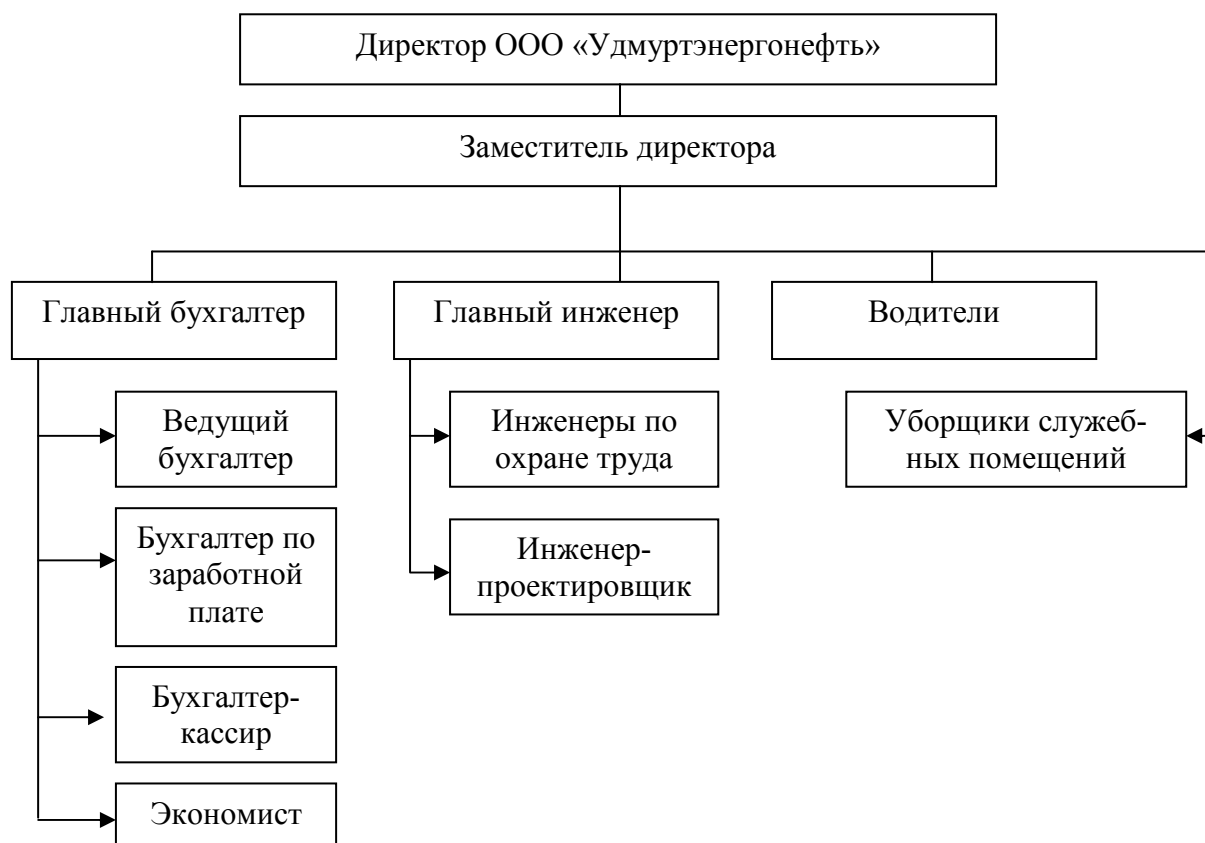 Директор ООО «Удмуртэнергонефть»
Заместитель директора
Главный бухгалтер
Главный инженер
Водители
Ведущий
бухгалтер
Инженеры по
охране труда
Уборщики служеб-
ных помещений
Бухгалтер по
заработной
плате
Инженер-
проектировщик
Бухгалтер-
кассир
Экономист